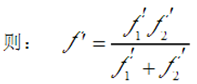 则： f′ = f₁′ f₂′ / (f₁′ + f₂′)